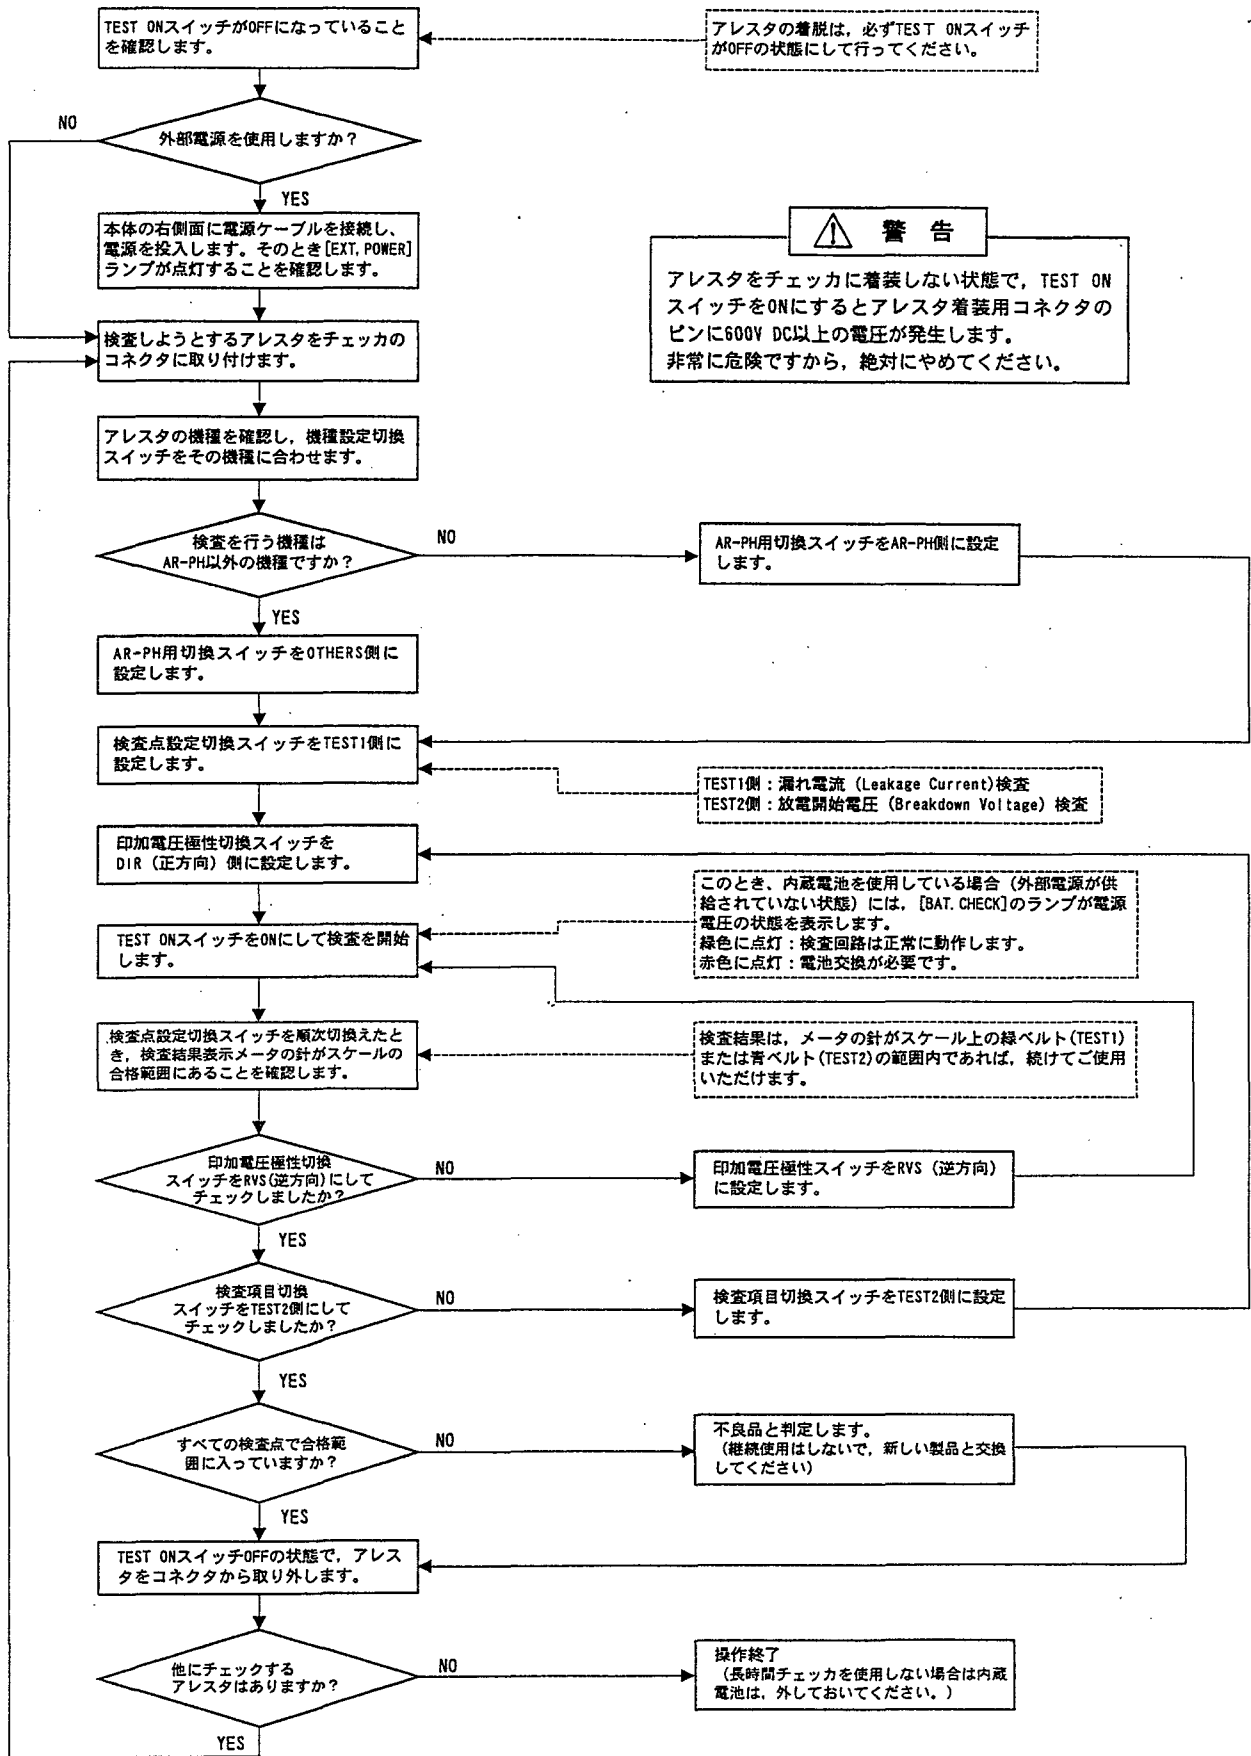 TEST ONスイッチがOFFになっていること
を確認します。
アレスタの着脱は，必ずTEST ONスイッチ
がOFFの状態にして行ってください。
NO
外部電源を使用しますか？
YES
本体の右側面に電源ケーブルを接続し、
電源を投入します。そのとき[EXT,POWER]
ランプが点灯することを確認します。
警 告
アレスタをチェッカに着装しない状態で，TEST ON
スイッチをONにするとアレスタ着装用コネクタの
ピンに600V DC以上の電圧が発生します。
非常に危険ですから，絶対にやめてください。
検査しようとするアレスタをチェッカの
コネクタに取り付けます。
アレスタの機種を確認し，機種設定切換
スイッチをその機種に合わせます。
検査を行う機種は
AR-PH以外の機種ですか？
NO
AR-PH用切換スイッチをAR-PH側に設定
します。
YES
AR-PH用切換スイッチをOTHERS側に
設定します。
検査点設定切換スイッチをTEST1側に
設定します。
TEST1側：漏れ電流（Leakage Current)検査
TEST2側：放電開始電圧（Breakdown Voltage）検査
印加電圧極性切換スイッチを
DIR（正方向）側に設定します。
このとき、内蔵電池を使用している場合（外部電源が供
給されていない状態）には，[BAT.CHECK]のランプが電源
電圧の状態を表示します。
緑色に点灯：検査回路は正常に動作します。
赤色に点灯：電池交換が必要です。
TEST ONスイッチをONにして検査を開始
します。
検査点設定切換スイッチを順次切換えたと
き，検査結果表示メータの針がスケールの
合格範囲にあることを確認します。
検査結果は，メータの針がスケール上の緑ベルト(TEST1)
または青ベルト(TEST2)の範囲内であれば，続けてご使用
いただけます。
印加電圧極性切換
スイッチをRVS(逆方向)にして
チェックしましたか？
NO
印加電圧極性スイッチをRVS（逆方向）
に設定します。
YES
検査項目切換
スイッチをTEST2側にして
チェックしましたか？
NO
検査項目切換スイッチをTEST2側に設定
します。
YES
すべての検査点で合格範
囲に入っていますか？
NO
不良品と判定します。
（継続使用はしないで，新しい製品と交換
してください）
YES
TEST ONスイッチOFFの状態で，アレス
タをコネクタから取り外します。
他にチェックする
アレスタはありますか？
NO
操作終了
（長時間チェッカを使用しない場合は内蔵
電池は，外しておいてください。）
YES